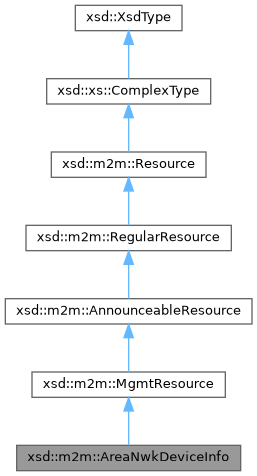 xsd::XsdType
xsd::xs::ComplexType
xsd::m2m::Resource
xsd::m2m::RegularResource
xsd::m2m::AnnounceableResource
xsd::m2m::MgmtResource
xsd::m2m::AreaNwkDeviceInfo